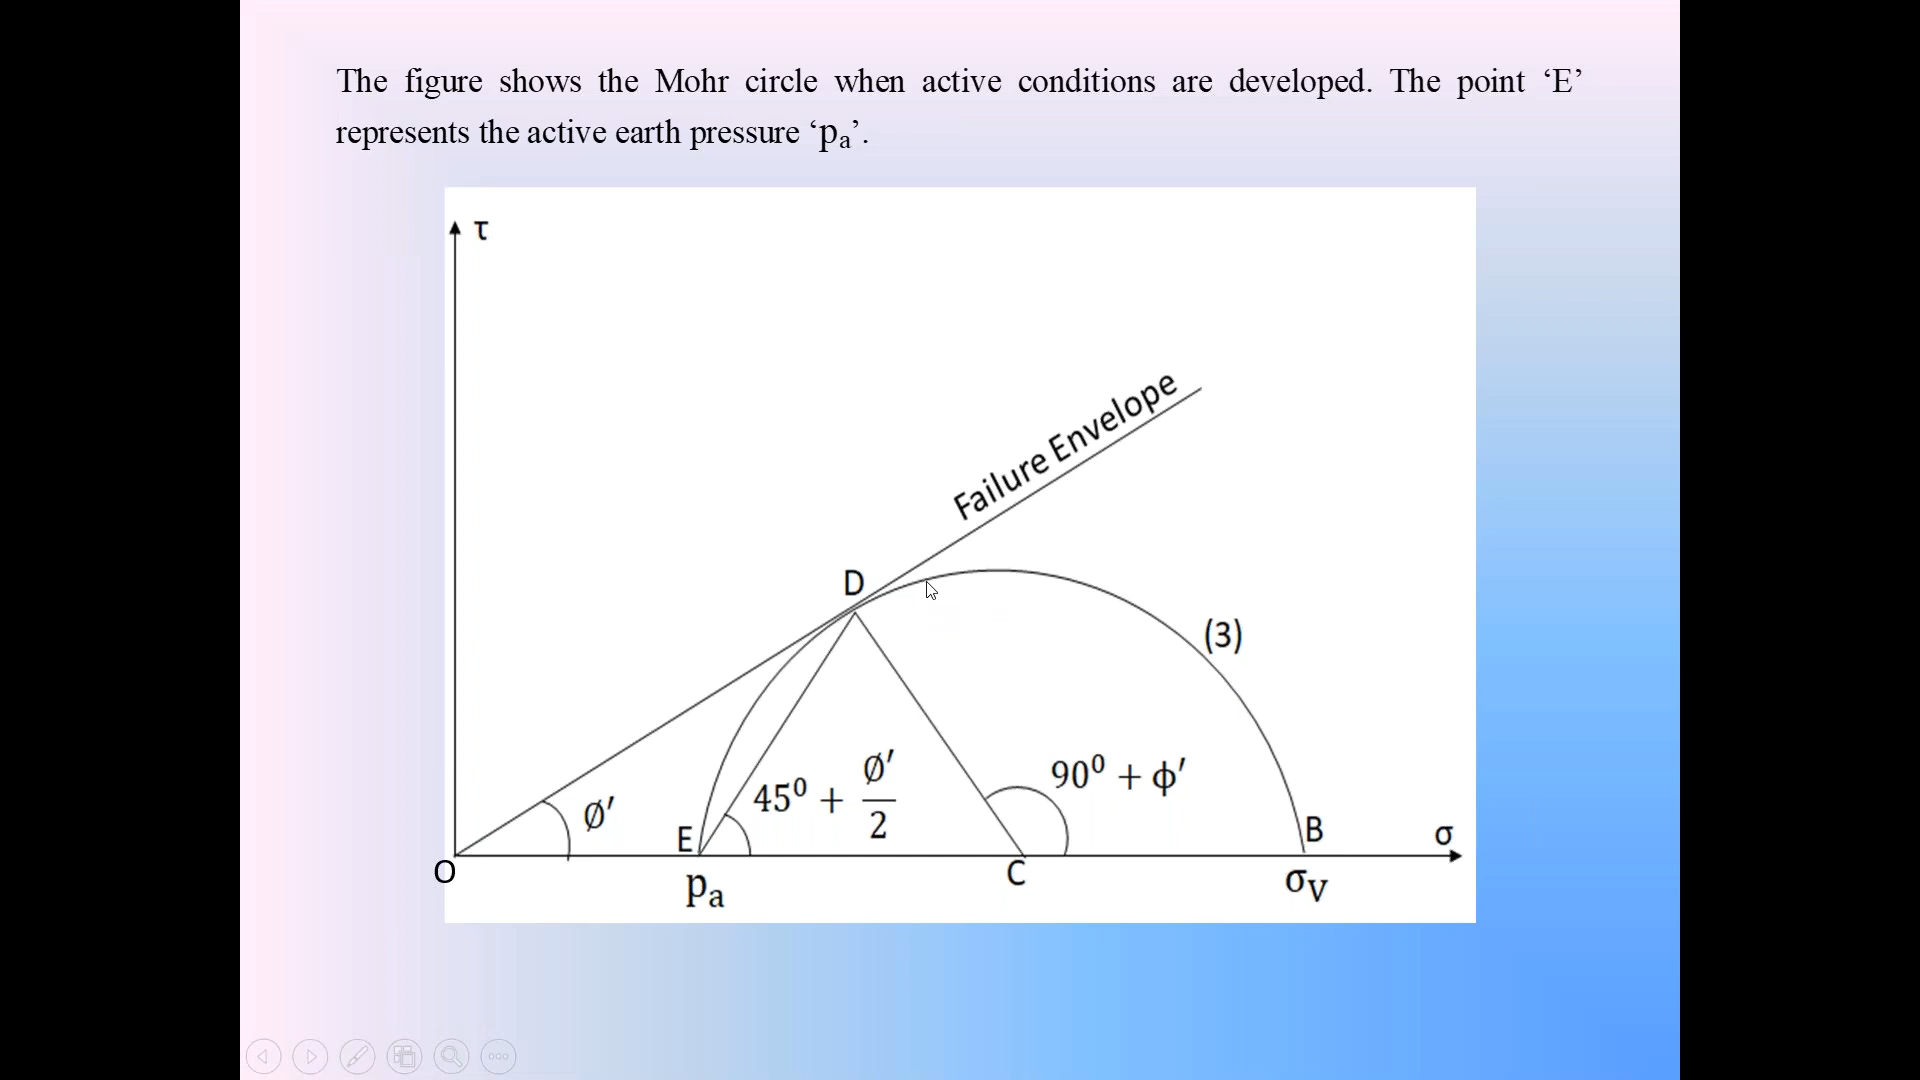 The figure shows the Mohr circle when active conditions are developed. The point ‘E’
represents the active earth pressure ‘pₐ’.
τ
Failure Envelope
D
(3)
45⁰ + Ø′/2
90⁰ + ϕ′
Ø′
E
B
σ
O
pₐ
C
σV